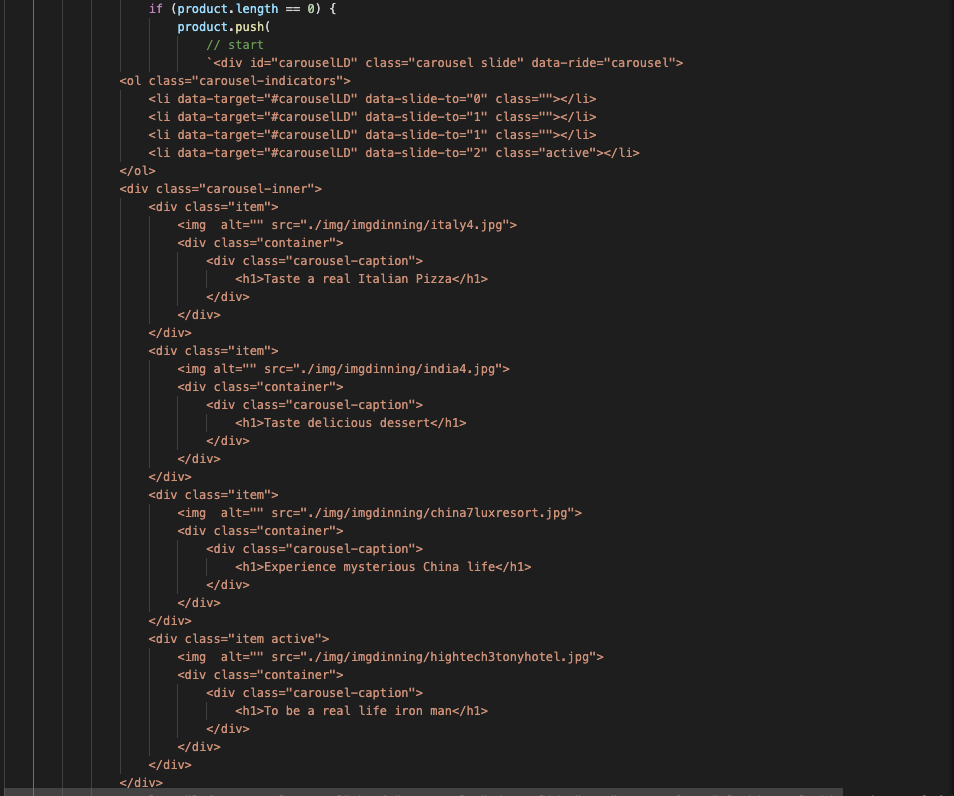 if (product.length == 0) {
product.push(
// start
`<div id="carouselLD" class="carousel slide" data-ride="carousel">
<ol class="carousel-indicators">
<li data-target="#carouselLD" data-slide-to="0" class=""></li>
<li data-target="#carouselLD" data-slide-to="1" class=""></li>
<li data-target="#carouselLD" data-slide-to="1" class=""></li>
<li data-target="#carouselLD" data-slide-to="2" class="active"></li>
</ol>
<div class="carousel-inner">
<div class="item">
<img  alt="" src="./img/imgdinning/italy4.jpg">
<div class="container">
<div class="carousel-caption">
<h1>Taste a real Italian Pizza</h1>
</div>
</div>
</div>
<div class="item">
<img alt="" src="./img/imgdinning/india4.jpg">
<div class="container">
<div class="carousel-caption">
<h1>Taste delicious dessert</h1>
</div>
</div>
</div>
<div class="item">
<img  alt="" src="./img/imgdinning/china7luxresort.jpg">
<div class="container">
<div class="carousel-caption">
<h1>Experience mysterious China life</h1>
</div>
</div>
</div>
<div class="item active">
<img  alt="" src="./img/imgdinning/hightech3tonyhotel.jpg">
<div class="container">
<div class="carousel-caption">
<h1>To be a real life iron man</h1>
</div>
</div>
</div>
</div>